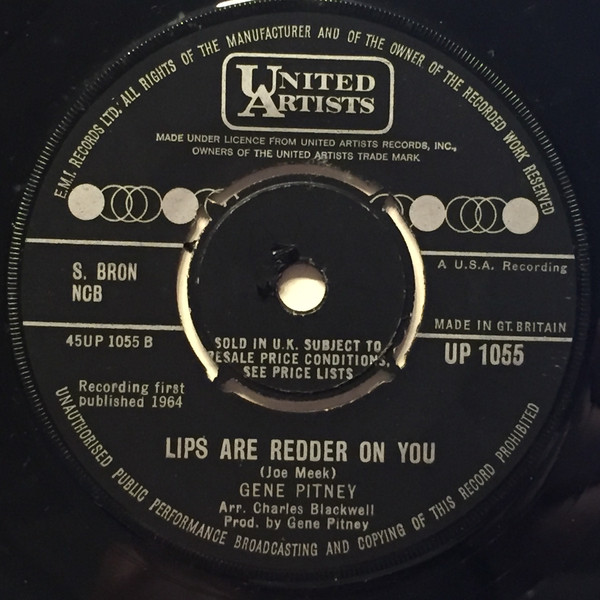 E.M.I. RECORDS LTD. ALL RIGHTS OF THE MANUFACTURER AND OF THE OWNER OF THE RECORDED WORK RESERVED
UNITED
ARTISTS
MADE UNDER LICENCE FROM UNITED ARTISTS RECORDS, INC.,
OWNERS OF THE UNITED ARTISTS TRADE MARK
S. BRON
NCB
A U.S.A. Recording
MADE IN GT. BRITAIN
45UP 1055 B
UP 1055
SOLD IN U.K. SUBJECT TO
RESALE PRICE CONDITIONS,
SEE PRICE LISTS
Recording first
published 1964
LIPS ARE REDDER ON YOU
(Joe Meek)
GENE PITNEY
Arr. Charles Blackwell
Prod. by Gene Pitney
UNAUTHORISED PUBLIC PERFORMANCE BROADCASTING AND COPYING OF THIS RECORD PROHIBITED